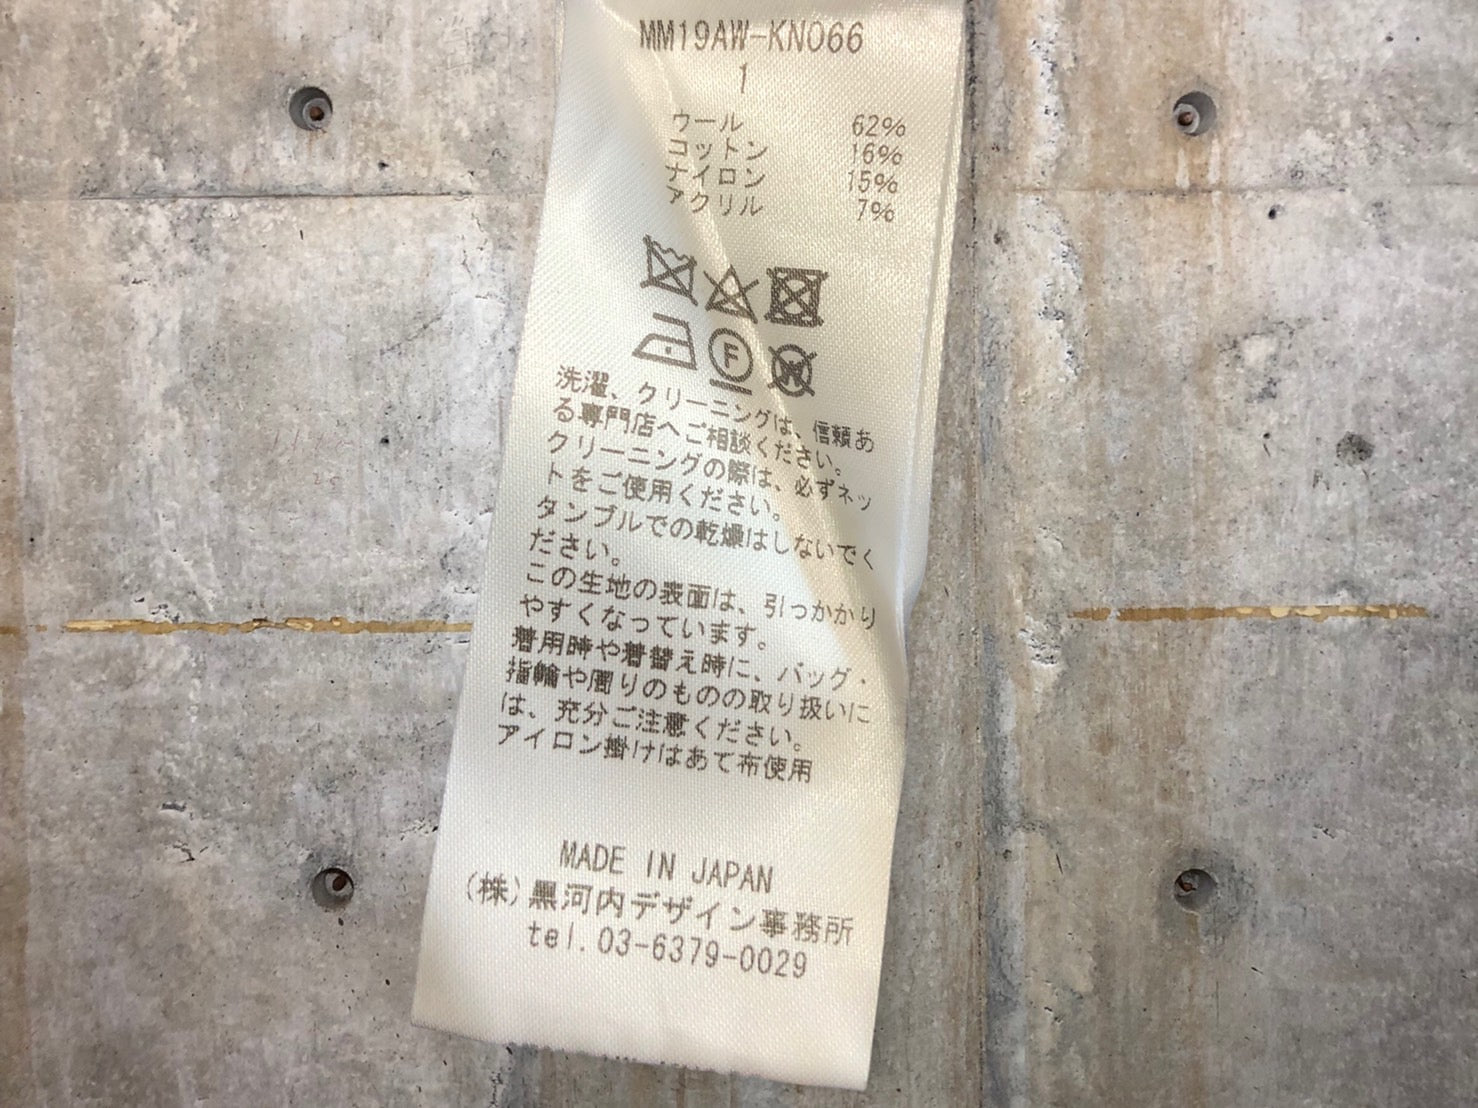 MM19AW-KN066
1
ウール 62%
コットン 16%
ナイロン 15%
アクリル 7%
F
W
洗濯、クリーニングは、信頼あ
る専門店へご相談ください。
クリーニングの際は、必ずネッ
トをご使用ください。
タンブルでの乾燥はしないでく
ださい。
この生地の表面は、引っかかり
やすくなっています。
着用時や着替え時に、バッグ・
指輪や周りのものの取り扱いに
は、充分ご注意ください。
アイロン掛けはあて布使用
MADE IN JAPAN
(株)黒河内デザイン事務所
tel.03-6379-0029